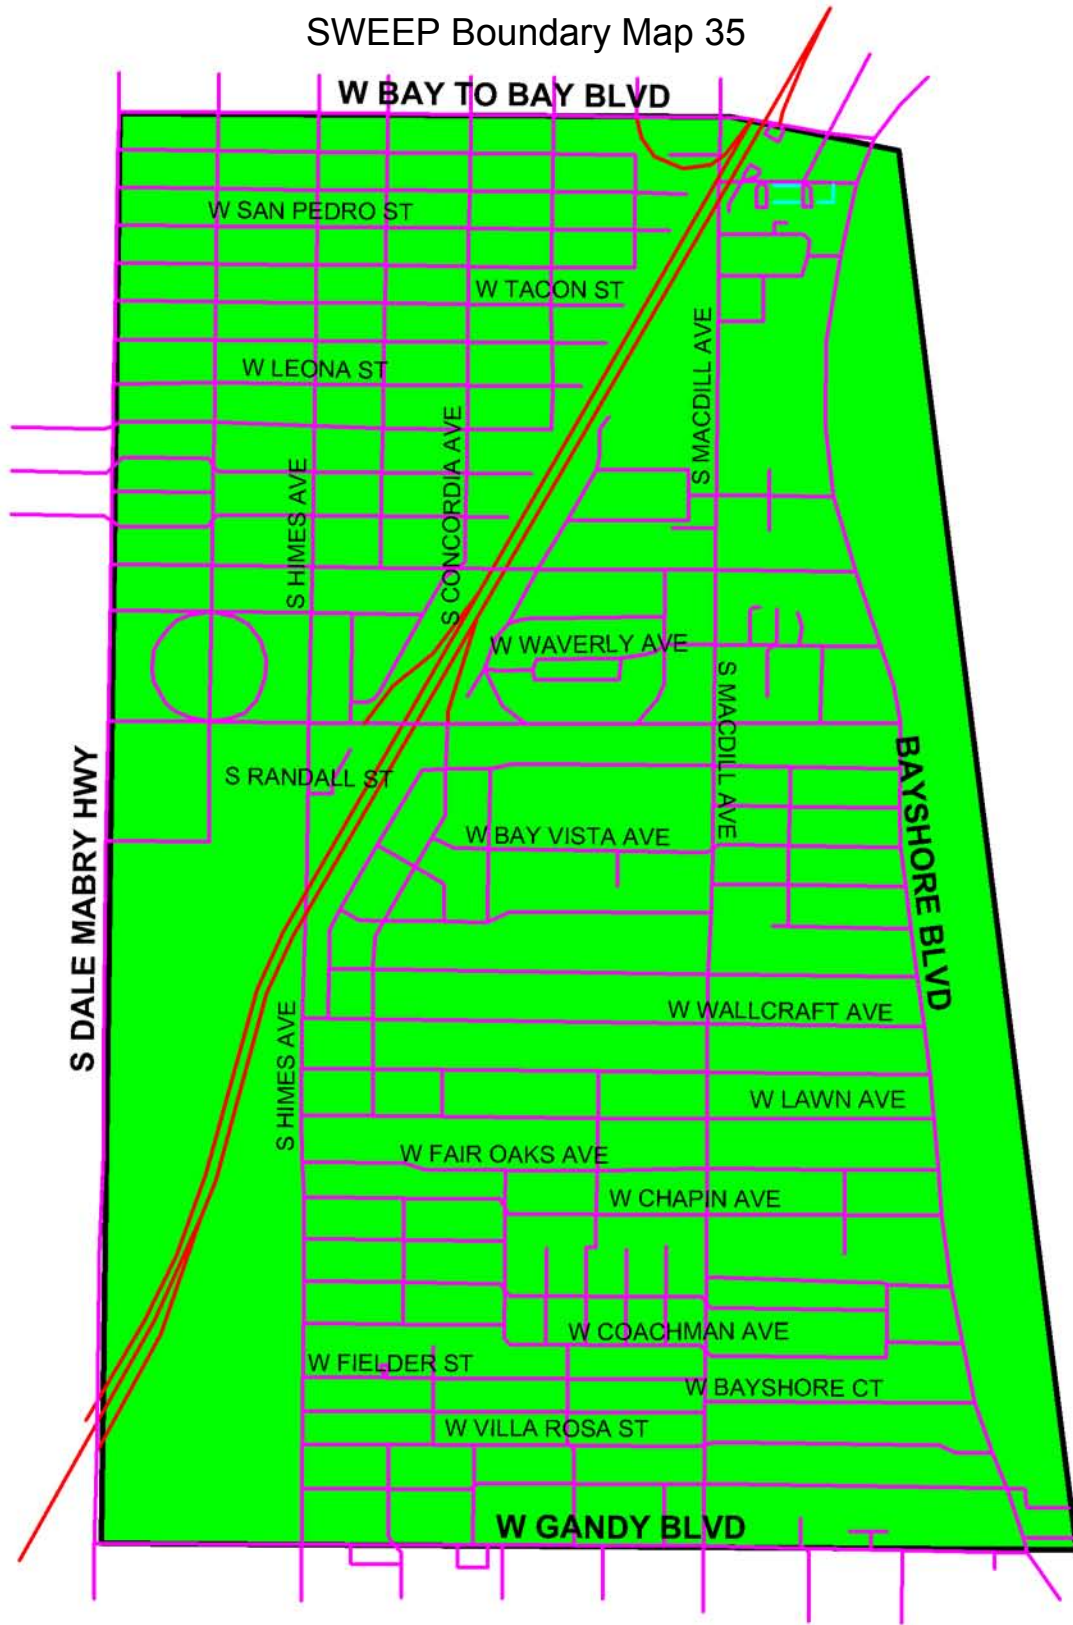 SWEEP Boundary Map 35
W BAY TO BAY BLVD
W SAN PEDRO ST
W TACON ST
S MACDILL AVE
W LEONA ST
S CONCORDIA AVE
S HIMES AVE
W WAVERLY AVE
S MACDILL AVE
S RANDALL ST
BAYSHORE BLVD
S DALE MABRY HWY
W BAY VISTA AVE
W WALLCRAFT AVE
S HIMES AVE
W LAWN AVE
W FAIR OAKS AVE
W CHAPIN AVE
W COACHMAN AVE
W FIELDER ST
W BAYSHORE CT
W VILLA ROSA ST
W GANDY BLVD